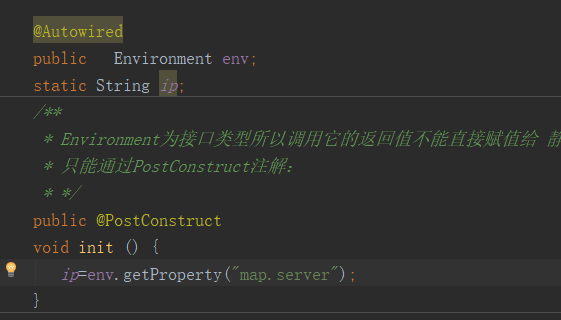 @Autowired
public   Environment env;
static String ip;
/**
* Environment为接口类型所以调用它的返回值不能直接赋值给 静
* 只能通过PostConstruct注解:
* */
public @PostConstruct
void init () {
ip=env.getProperty("map.server");
}